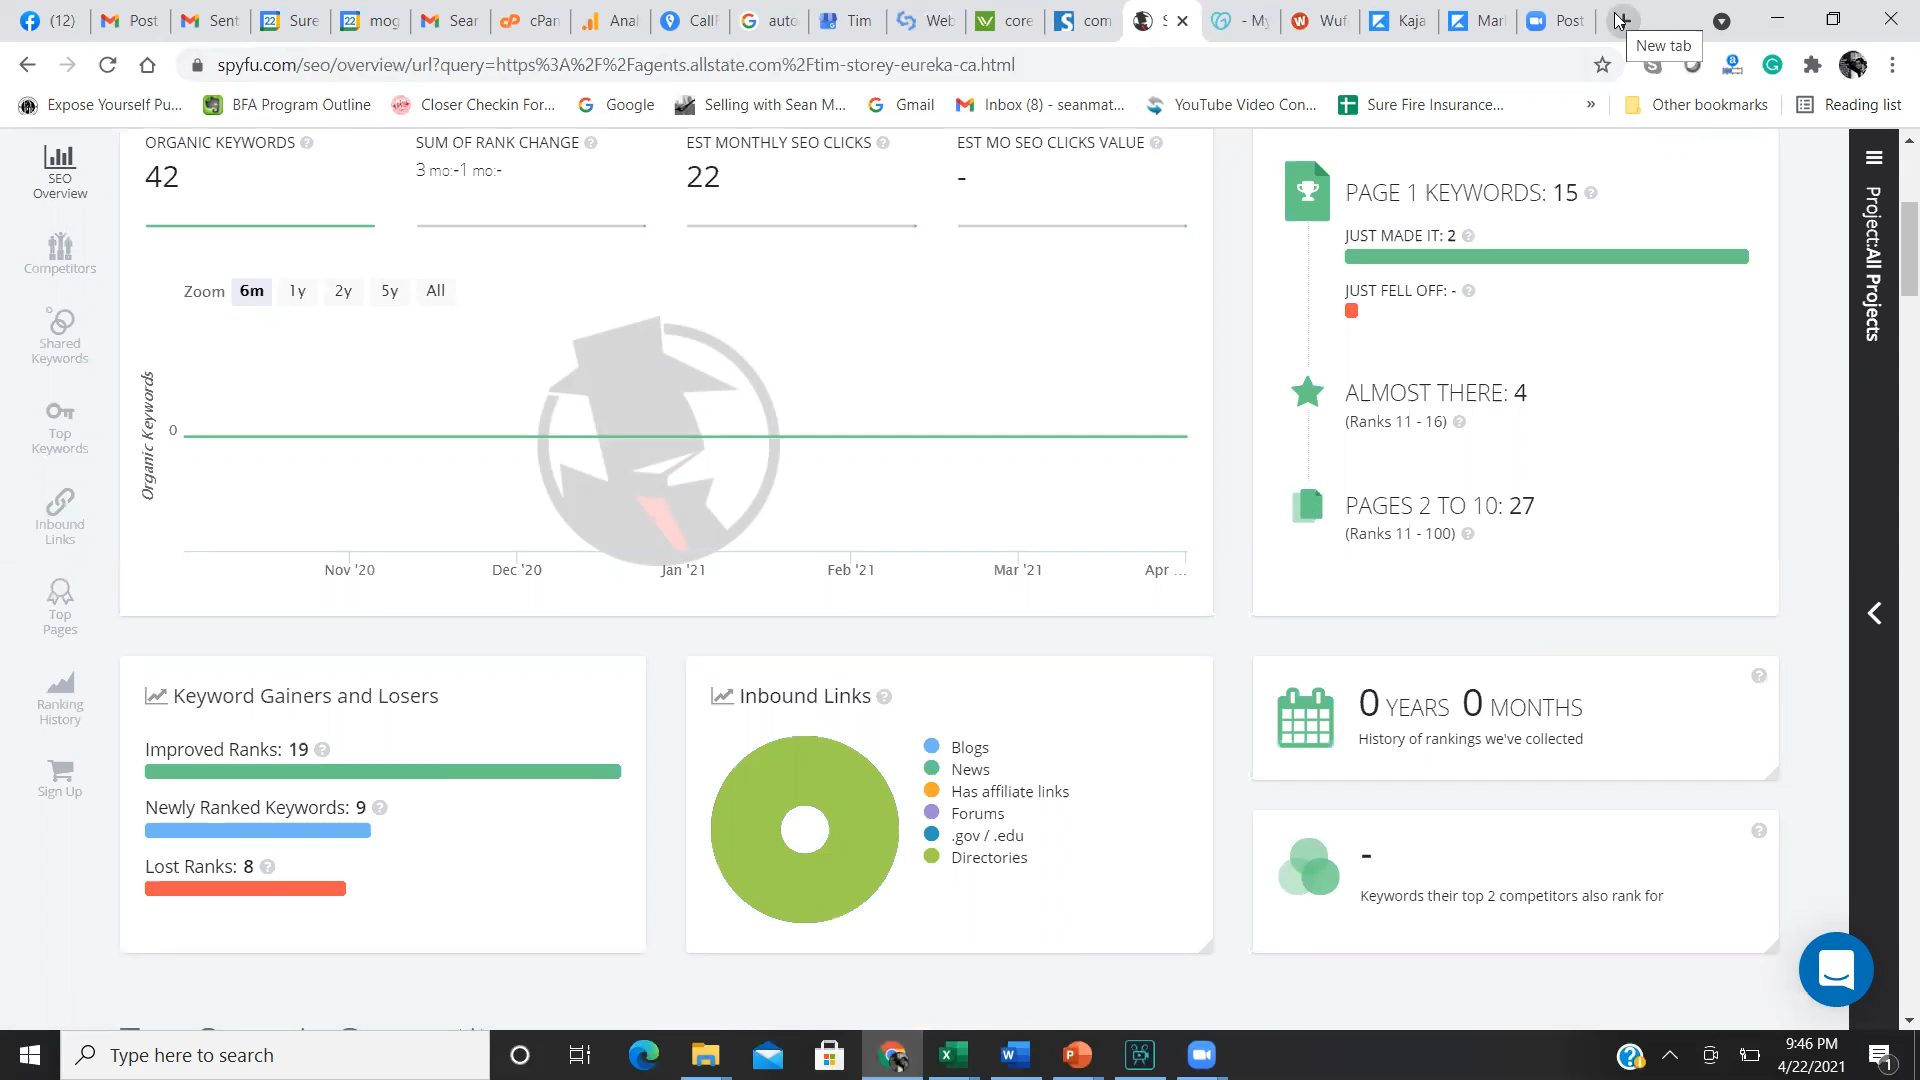 (12)
Post
Sent
Sure
mog
Sear
cPan
Anal
CallF
auto
Tim
Web
core
com
S
- My
Wuf
Kaja
Mark
Post
New tab
spyfu.com/seo/overview/url?query=https%3A%2F%2Fagents.allstate.com%2Ftim-storey-eureka-ca.html
Expose Yourself Pu...
BFA Program Outline
Closer Checkin For...
Google
Selling with Sean M...
Gmail
Inbox (8) - seanmat...
YouTube Video Con...
Sure Fire Insurance...
»
Other bookmarks
Reading list
SEO
Overview
Competitors
Shared
Keywords
Top
Keywords
Inbound
Links
Top
Pages
Ranking
History
Sign Up
ORGANIC KEYWORDS
42
SUM OF RANK CHANGE
3 mo:-1 mo:-
EST MONTHLY SEO CLICKS
22
EST MO SEO CLICKS VALUE
-
Zoom 6m 1y 2y 5y All
Organic Keywords
0
Nov '20 Dec '20 Jan '21 Feb '21 Mar '21 Apr ...
PAGE 1 KEYWORDS: 15
JUST MADE IT: 2
JUST FELL OFF: -
ALMOST THERE: 4
(Ranks 11 - 16)
PAGES 2 TO 10: 27
(Ranks 11 - 100)
Project:All Projects
Keyword Gainers and Losers
Improved Ranks: 19
Newly Ranked Keywords: 9
Lost Ranks: 8
Inbound Links
Blogs
News
Has affiliate links
Forums
.gov / .edu
Directories
0 YEARS 0 MONTHS
History of rankings we've collected
-
Keywords their top 2 competitors also rank for
Type here to search
9:46 PM
4/22/2021
1